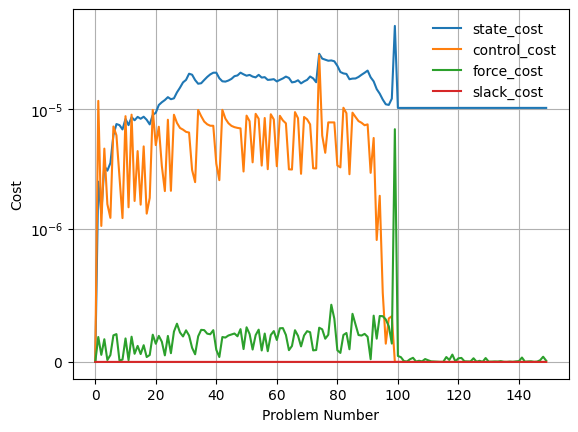 state_cost
control_cost
force_cost
slack_cost
10⁻⁵
10⁻⁶
0
Cost
0 20 40 60 80 100 120 140
Problem Number